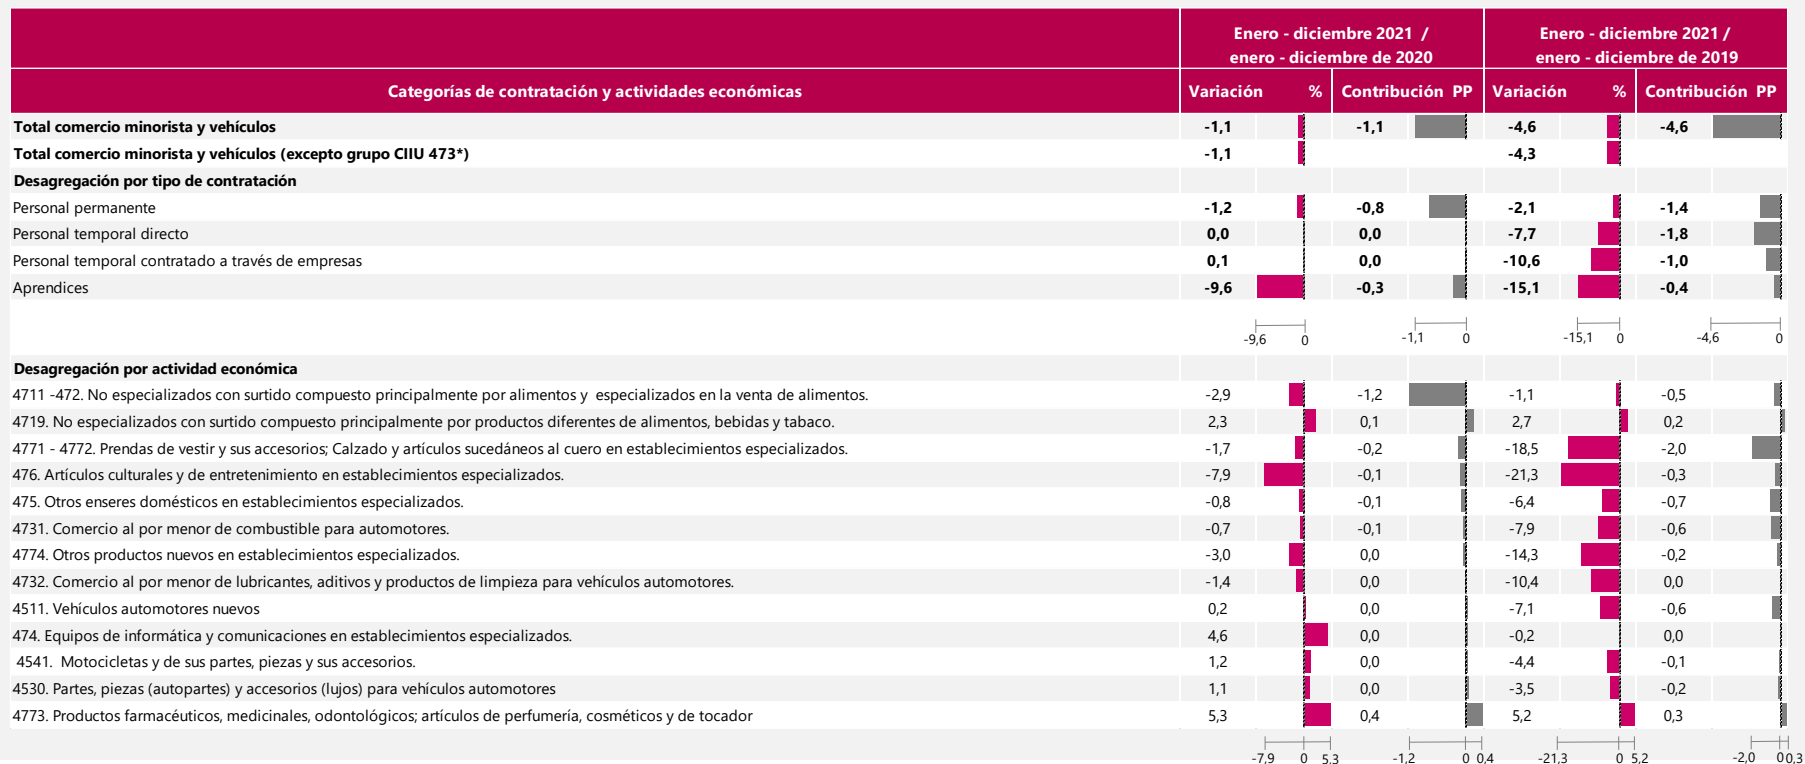 Enero - diciembre 2021 / enero - diciembre de 2020 Enero - diciembre 2021 / enero - diciembre de 2019
Categorías de contratación y actividades económicas Variación % Contribución PP Variación % Contribución PP
Total comercio minorista y vehículos -1,1 -1,1 -4,6 -4,6
Total comercio minorista y vehículos (excepto grupo CIIU 473*) -1,1 -4,3
Desagregación por tipo de contratación
Personal permanente -1,2 -0,8 -2,1 -1,4
Personal temporal directo 0,0 0,0 -7,7 -1,8
Personal temporal contratado a través de empresas 0,1 0,0 -10,6 -1,0
Aprendices -9,6 -0,3 -15,1 -0,4
-9,6 0 -1,1 0 -15,1 0 -4,6 0
Desagregación por actividad económica
4711 -472. No especializados con surtido compuesto principalmente por alimentos y especializados en la venta de alimentos. -2,9 -1,2 -1,1 -0,5
4719. No especializados con surtido compuesto principalmente por productos diferentes de alimentos, bebidas y tabaco. 2,3 0,1 2,7 0,2
4771 - 4772. Prendas de vestir y sus accesorios; Calzado y artículos sucedáneos al cuero en establecimientos especializados. -1,7 -0,2 -18,5 -2,0
476. Artículos culturales y de entretenimiento en establecimientos especializados. -7,9 -0,1 -21,3 -0,3
475. Otros enseres domésticos en establecimientos especializados. -0,8 -0,1 -6,4 -0,7
4731. Comercio al por menor de combustible para automotores. -0,7 -0,1 -7,9 -0,6
4774. Otros productos nuevos en establecimientos especializados. -3,0 0,0 -14,3 -0,2
4732. Comercio al por menor de lubricantes, aditivos y productos de limpieza para vehículos automotores. -1,4 0,0 -10,4 0,0
4511. Vehículos automotores nuevos 0,2 0,0 -7,1 -0,6
474. Equipos de informática y comunicaciones en establecimientos especializados. 4,6 0,0 -0,2 0,0
4541. Motocicletas y de sus partes, piezas y sus accesorios. 1,2 0,0 -4,4 -0,1
4530. Partes, piezas (autopartes) y accesorios (lujos) para vehículos automotores 1,1 0,0 -3,5 -0,2
4773. Productos farmacéuticos, medicinales, odontológicos; artículos de perfumería, cosméticos y de tocador 5,3 0,4 5,2 0,3
-7,9 0 5,3 -1,2 0 0,4 -21,3 0 5,2 -2,0 0 0,3